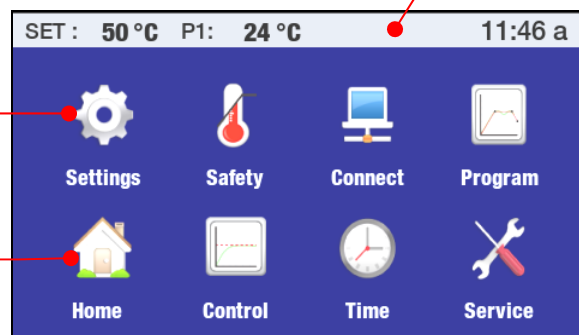 SET : 50 °C P1: 24 °C 11:46 a
Settings Safety Connect Program
Home Control Time Service